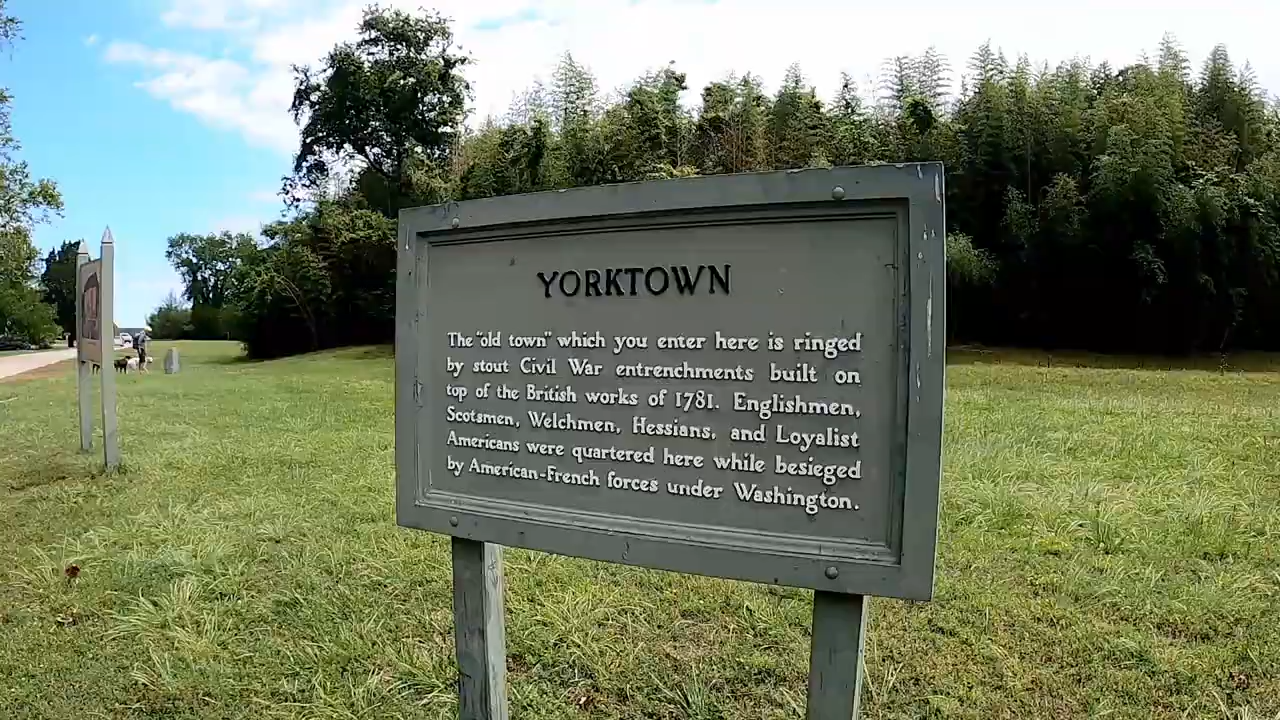 YORKTOWN
The "old town" which you enter here is ringed
by stout Civil War entrenchments built on
top of the British works of 1781. Englishmen,
Scotsmen, Welchmen, Hessians, and Loyalist
Americans were quartered here while besieged
by American-French forces under Washington.